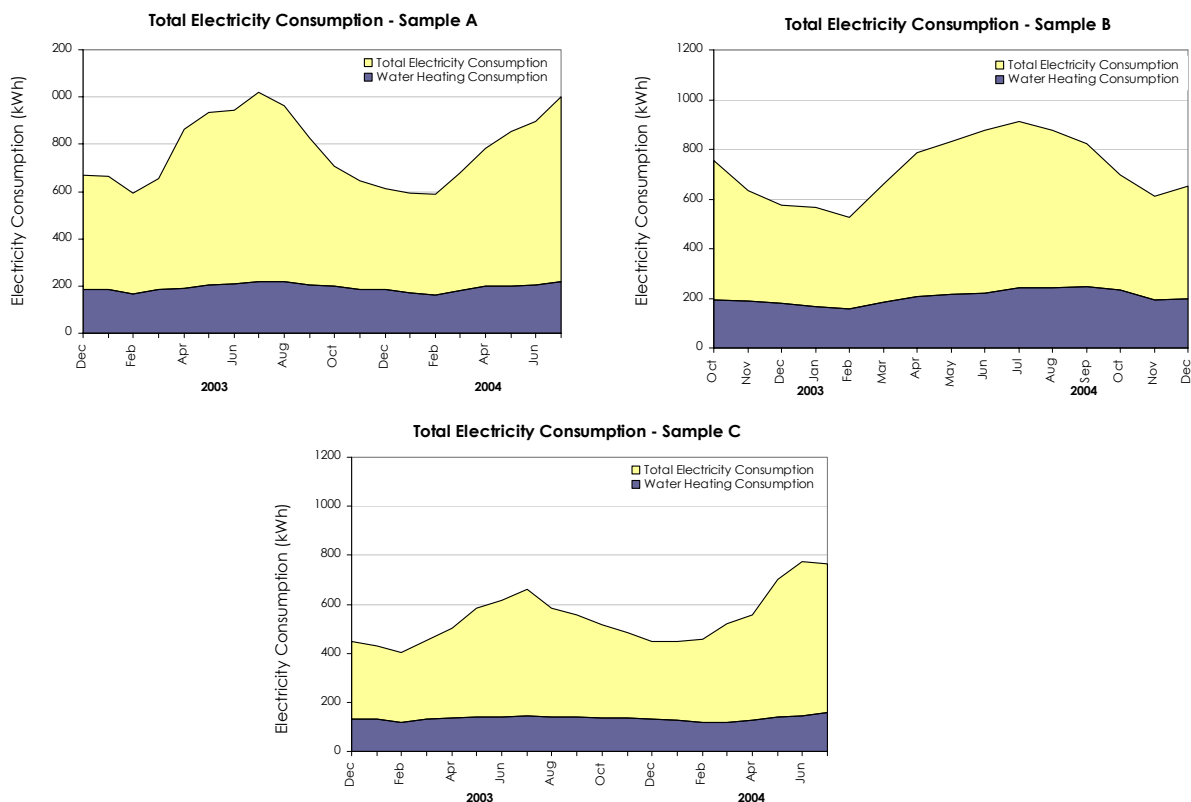 Total Electricity Consumption - Sample A
Electricity Consumption (kWh)
200
000
800
600
400
200
0
Total Electricity Consumption
Water Heating Consumption
Dec Feb Apr Jun Aug Oct Dec Feb Apr Jun
2003 2004
Total Electricity Consumption - Sample B
Electricity Consumption (kWh)
1200
1000
800
600
400
200
0
Total Electricity Consumption
Water Heating Consumption
Oct Nov Dec Jan Feb Mar Apr May Jun Jul Aug Sep Oct Nov Dec
2003 2004
Total Electricity Consumption - Sample C
Electricity Consumption (kWh)
1200
1000
800
600
400
200
0
Total Electricity Consumption
Water Heating Consumption
Dec Feb Apr Jun Aug Oct Dec Feb Apr Jun
2003 2004